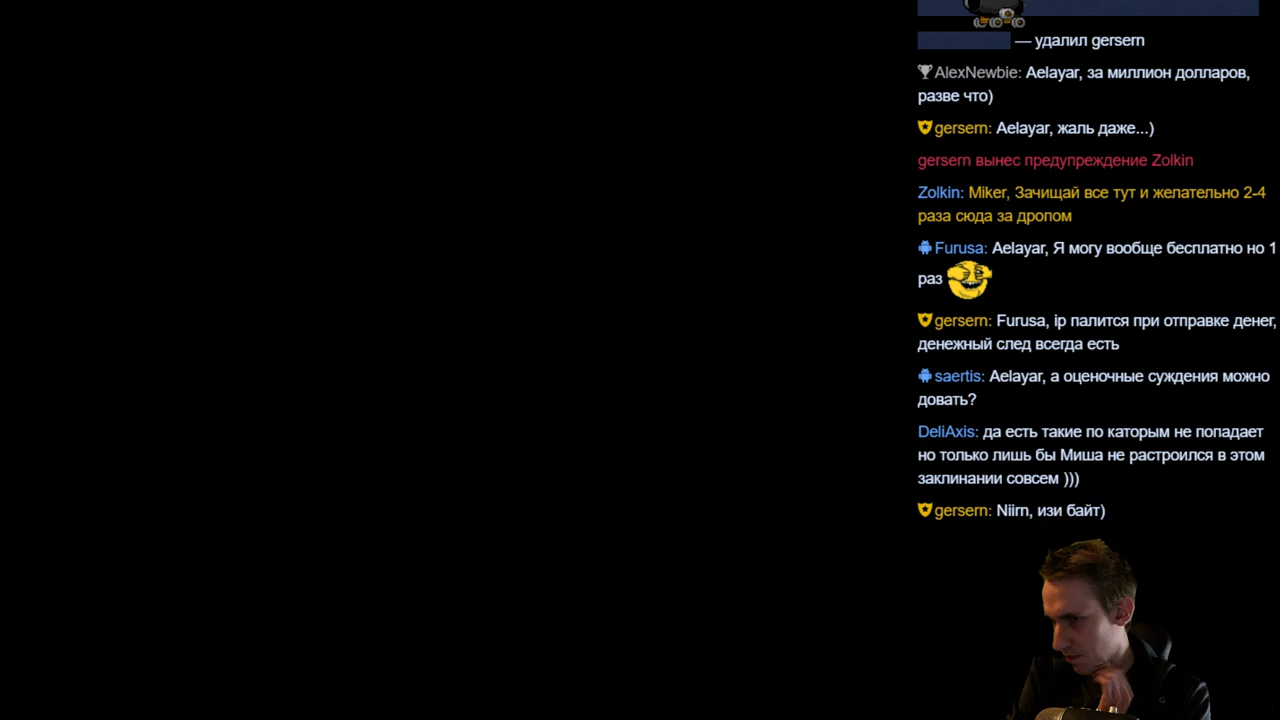 — удалил gersern
AlexNewbie: Aelayar, за миллион долларов,
разве что)
gersern: Aelayar, жаль даже...)
gersern вынес предупреждение Zolkin
Zolkin: Miker, Зачищай все тут и желательно 2-4
раза сюда за дропом
Furusa: Aelayar, Я могу вообще бесплатно но 1
раз
gersern: Furusa, ip палится при отправке денег,
денежный след всегда есть
saertis: Aelayar, а оценочные суждения можно
довать?
DeliAxis: да есть такие по каторым не попадает
но только лишь бы Миша не растроился в этом
заклинании совсем )))
gersern: Niirn, изи байт)